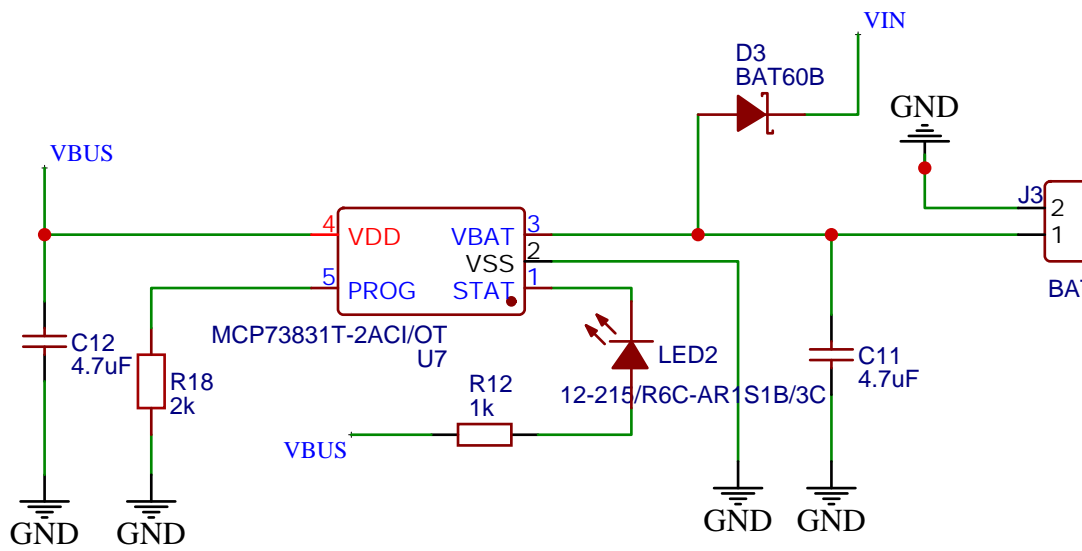 VIN
D3
BAT60B
GND
VBUS
J3
2
1
4
VDD
VBAT
3
VSS
2
5
PROG
STAT
1
BAT
MCP73831T-2ACI/OT
U7
C12
4.7uF
R18
2k
R12
1k
LED2
12-215/R6C-AR1S1B/3C
C11
4.7uF
VBUS
GND
GND
GND
GND